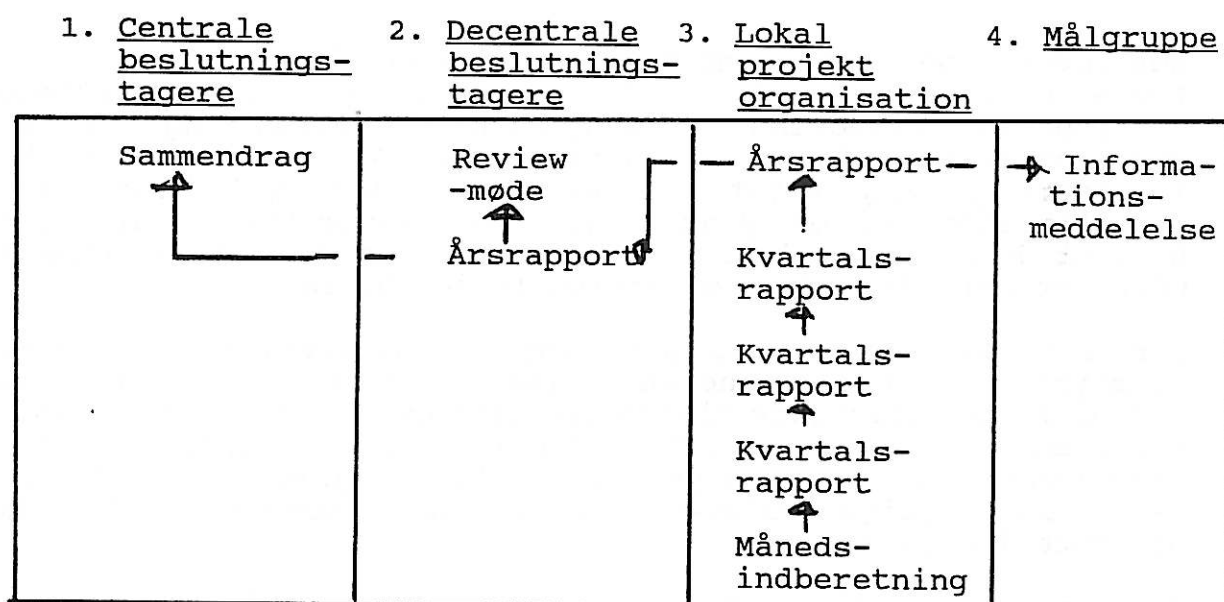 1. Centrale
beslutnings-
tagere
2. Decentrale
beslutnings-
tagere
3. Lokal
projekt
organisation
4. Målgruppe
Sammendrag
Review
-møde
Årsrapport
Årsrapport
Kvartals-
rapport
Kvartals-
rapport
Kvartals-
rapport
Måneds-
indberetning
Informa-
tions-
meddelelse